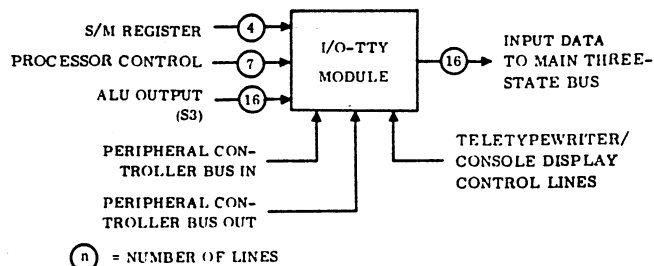 S/M REGISTER
4
PROCESSOR CONTROL
7
ALU OUTPUT
(S3)
16
I/O-TTY
MODULE
16
INPUT DATA
TO MAIN THREE-
STATE BUS
PERIPHERAL CON-
TROLLER BUS IN
PERIPHERAL CON-
TROLLER BUS OUT
TELETYPEWRITER/
CONSOLE DISPLAY
CONTROL LINES
n = NUMBER OF LINES